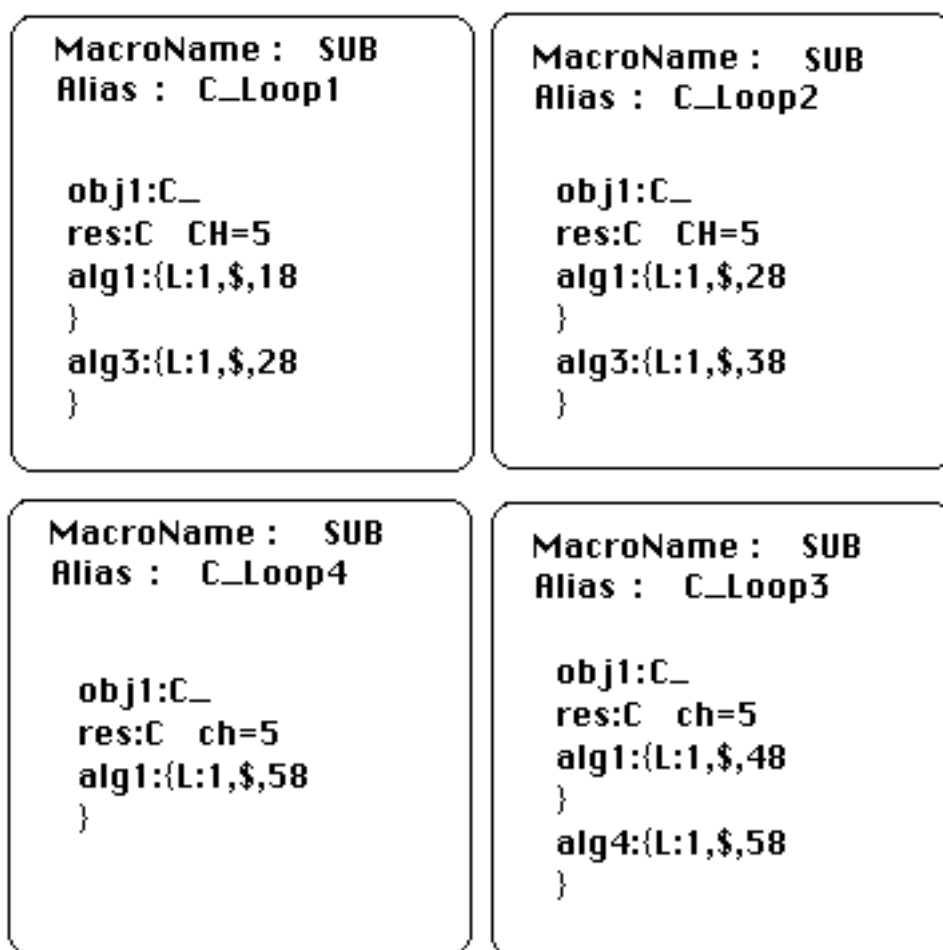 MacroName :   SUB
Alias :   C_Loop1
obj1:C_
res:C   CH=5
alg1:{L:1,$,18
}
alg3:{L:1,$,28
}
MacroName :   SUB
Alias :   C_Loop2
obj1:C_
res:C   CH=5
alg1:{L:1,$,28
}
alg3:{L:1,$,38
}
MacroName :   SUB
Alias :   C_Loop4
obj1:C_
res:C   ch=5
alg1:{L:1,$,58
}
MacroName :   SUB
Alias :   C_Loop3
obj1:C_
res:C   ch=5
alg1:{L:1,$,48
}
alg4:{L:1,$,58
}